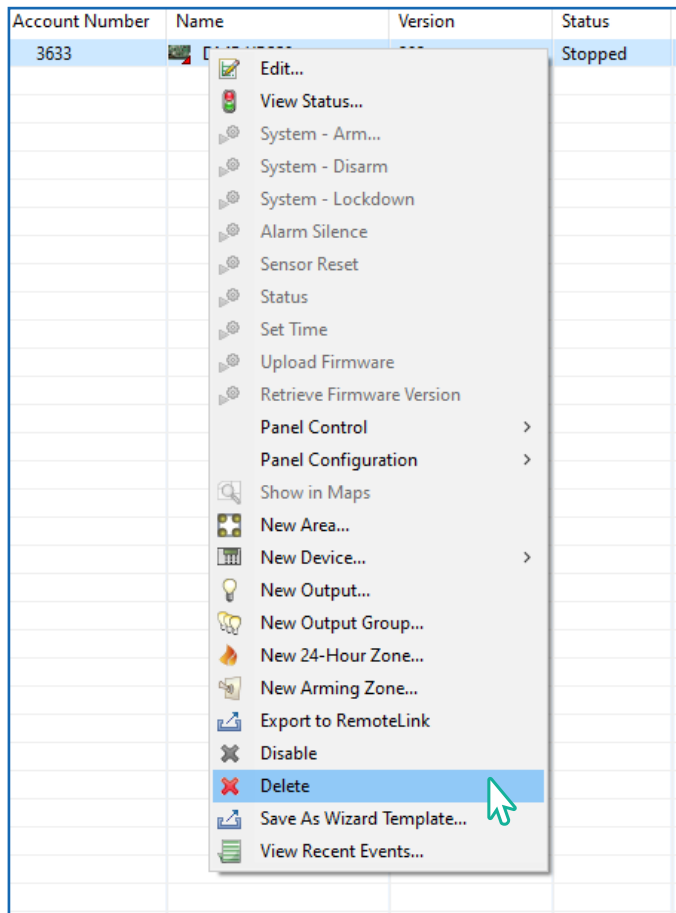 Account Number Name Version Status
3633 Stopped
Edit...
View Status...
System - Arm...
System - Disarm
System - Lockdown
Alarm Silence
Sensor Reset
Status
Set Time
Upload Firmware
Retrieve Firmware Version
Panel Control
Panel Configuration
Show in Maps
New Area...
New Device...
New Output...
New Output Group...
New 24-Hour Zone...
New Arming Zone...
Export to RemoteLink
Disable
Delete
Save As Wizard Template...
View Recent Events...